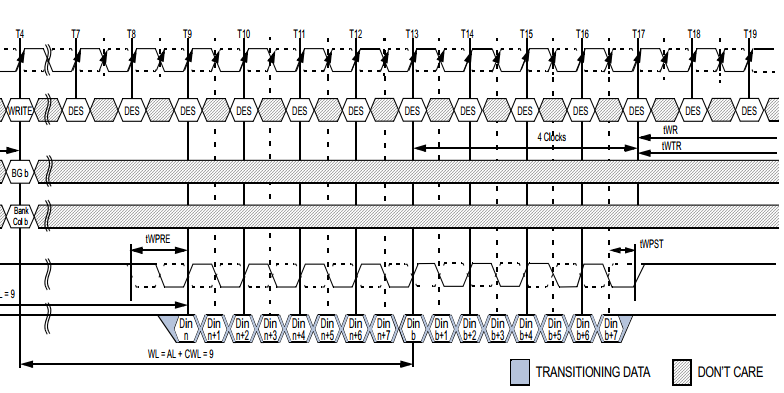 T4 T7 T8 T9 T10 T11 T12 T13 T14 T15 T16 T17 T18 T19
WRITE DES DES DES DES DES DES DES DES DES DES DES DES DES
4 Clocks
tWR
tWTR
BG b
Bank
Col b
tWPRE
tWPST
= 9
Din Din Din Din Din Din Din Din Din Din Din Din Din Din Din Din
n n+1 n+2 n+3 n+4 n+5 n+6 n+7 b b+1 b+2 b+3 b+4 b+5 b+6 b+7
WL = AL + CWL = 9
TRANSITIONING DATA
DON'T CARE